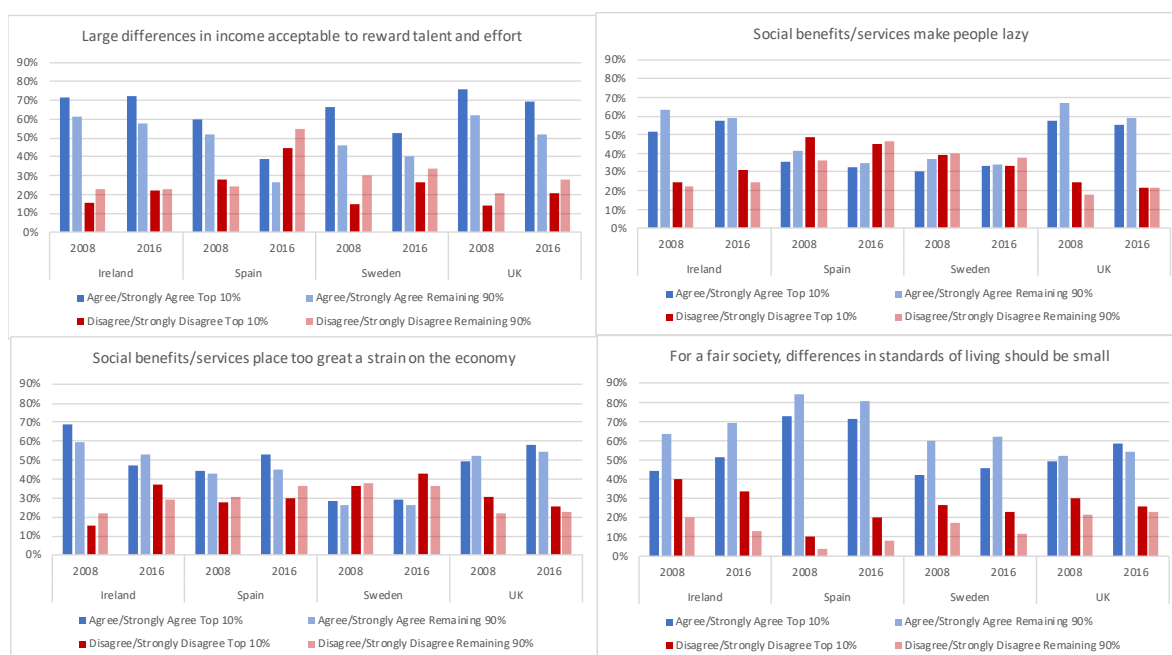 Large differences in income acceptable to reward talent and effort
90%
80%
70%
60%
50%
40%
30%
20%
10%
0%
2008 2016 2008 2016 2008 2016 2008 2016
Ireland Spain Sweden UK
Agree/Strongly Agree Top 10% Agree/Strongly Agree Remaining 90%
Disagree/Strongly Disagree Top 10% Disagree/Strongly Disagree Remaining 90%
Social benefits/services make people lazy
90%
80%
70%
60%
50%
40%
30%
20%
10%
0%
2008 2016 2008 2016 2008 2016 2008 2016
Ireland Spain Sweden UK
Agree/Strongly Agree Top 10% Agree/Strongly Agree Remaining 90%
Disagree/Strongly Disagree Top 10% Disagree/Strongly Disagree Remaining 90%
Social benefits/services place too great a strain on the economy
90%
80%
70%
60%
50%
40%
30%
20%
10%
0%
2008 2016 2008 2016 2008 2016 2008 2016
Ireland Spain Sweden UK
Agree/Strongly Agree Top 10% Agree/Strongly Agree Remaining 90%
Disagree/Strongly Disagree Top 10% Disagree/Strongly Disagree Remaining 90%
For a fair society, differences in standards of living should be small
90%
80%
70%
60%
50%
40%
30%
20%
10%
0%
2008 2016 2008 2016 2008 2016 2008 2016
Ireland Spain Sweden UK
Agree/Strongly Agree Top 10% Agree/Strongly Agree Remaining 90%
Disagree/Strongly Disagree Top 10% Disagree/Strongly Disagree Remaining 90%